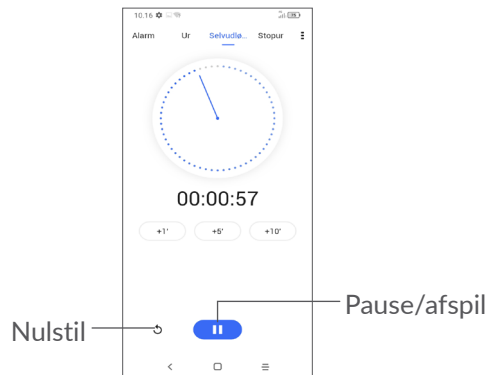 10.16
Alarm Ur Selvudlø... Stopur
00:00:57
+1' +5' +10'
Pause/afspil
Nulstil